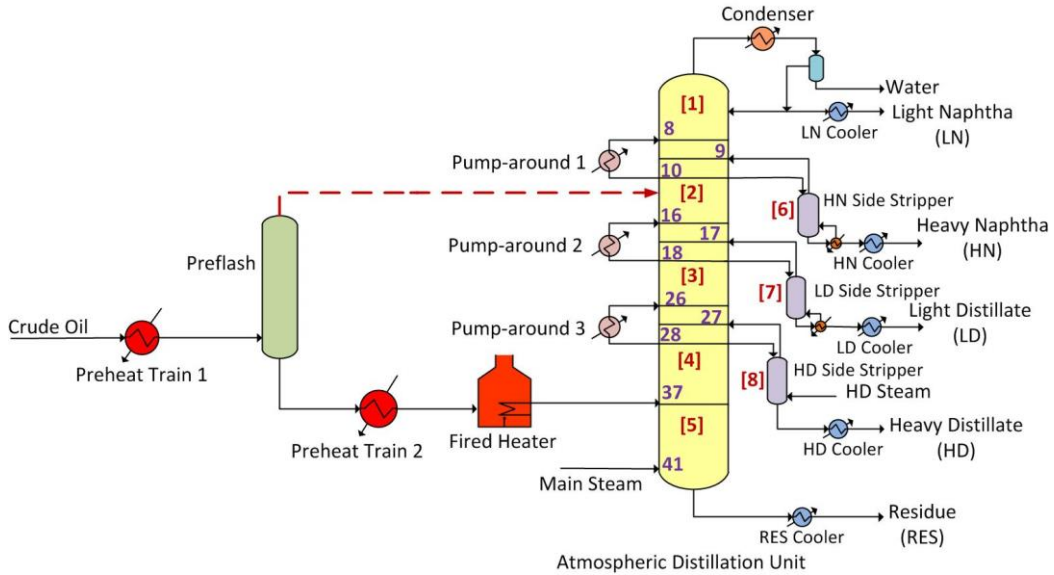 Condenser
Water
Light Naphtha
(LN)
LN Cooler
[1]
8
9
Pump-around 1
10
[2]
[6]
HN Side Stripper
Heavy Naphtha
(HN)
HN Cooler
16
17
Pump-around 2
18
Preflash
[3]
[7]
LD Side Stripper
Light Distillate
(LD)
LD Cooler
26
27
Pump-around 3
28
Crude Oil
Preheat Train 1
[4]
[8]
HD Side Stripper
HD Steam
37
Heavy Distillate
(HD)
HD Cooler
Preheat Train 2
Fired Heater
[5]
41
Main Steam
Residue
(RES)
RES Cooler
Atmospheric Distillation Unit